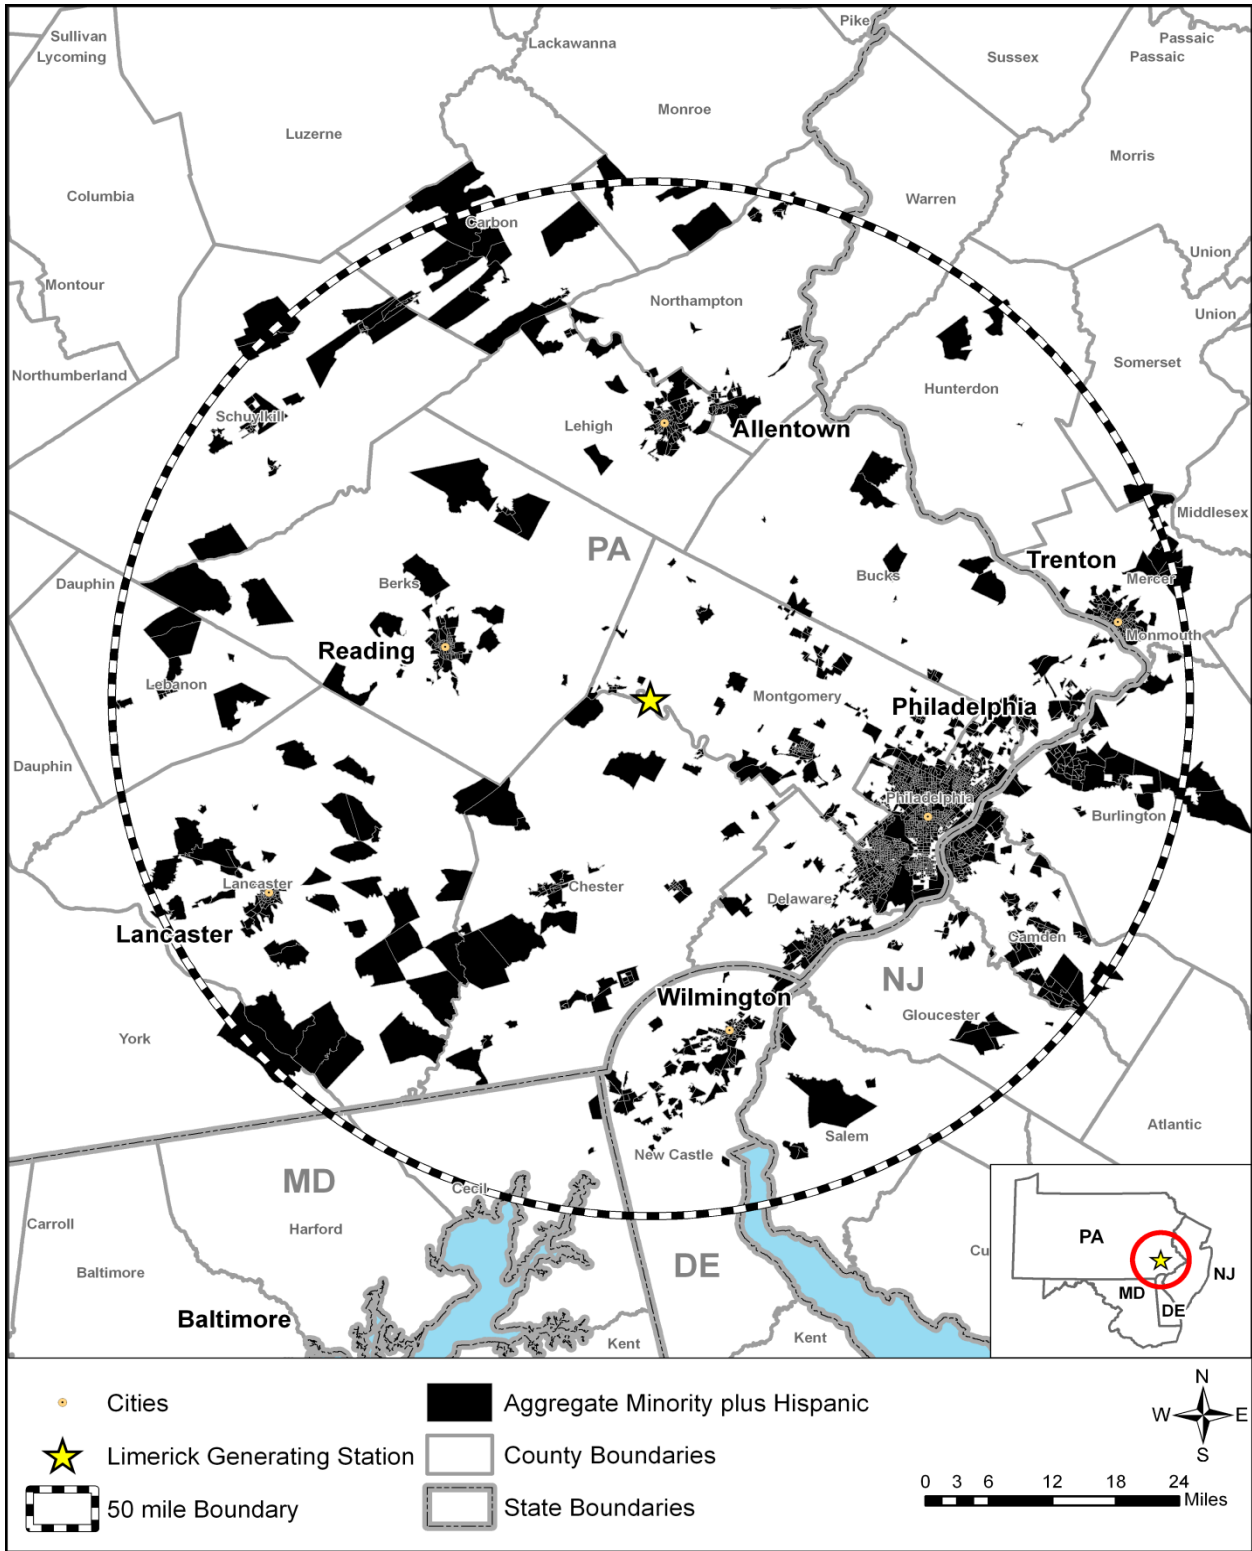 Pike
Sullivan
Lycoming
Lackawanna
Passaic
Passaic
Sussex
Monroe
Luzerne
Morris
Columbia
Warren
Carbon
Union
Montour
Northampton
Union
Northumberland
Somerset
Hunterdon
Schuylkill
Lehigh
Allentown
Middlesex
PA
Trenton
Dauphin
Berks
Bucks
Mercer
Monmouth
Reading
Lebanon
Montgomery
Philadelphia
Dauphin
Philadelphia
Burlington
Lancaster
Chester
Delaware
Lancaster
Camden
NJ
Wilmington
Gloucester
York
Atlantic
Salem
New Castle
MD
Cecil
Carroll
Harford
Cu
DE
Baltimore
Baltimore
Kent
Kent
PA
NJ
MD
DE
Cities
Aggregate Minority plus Hispanic
Limerick Generating Station
County Boundaries
50 mile Boundary
State Boundaries
N
W E
S
0 3 6 12 18 24
Miles